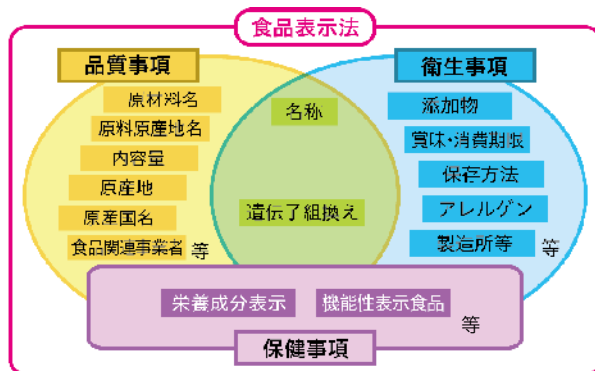 食品表示法
品質事項
原材料名
原料原産地名
内容量
原産地
原産国名
食品関連事業者 等
名称
遺伝子組換え
衛生事項
添加物
賞味・消費期限
保存方法
アレルゲン
製造所等 等
栄養成分表示 機能性表示食品 等
保健事項